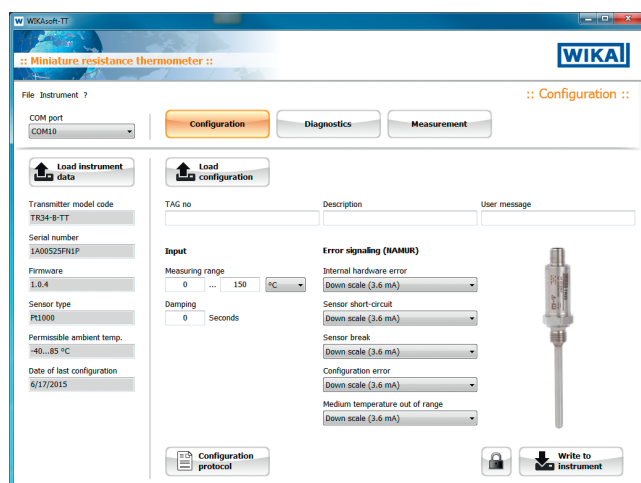 W WIKAsoft-TT
:: Miniature resistance thermometer ::
WIKA
File Instrument ?
:: Configuration ::
COM port
COM10
Configuration
Diagnostics
Measurement
Load instrument
data
Load
configuration
Transmitter model code
TR34-B-TT
Serial number
1A00525FN1P
Firmware
1.0.4
Sensor type
Pt1000
Permissible ambient temp.
-40...85 °C
Date of last configuration
6/17/2015
TAG no
Description
User message
Input
Measuring range
0 ... 150 °C
Damping
0 Seconds
Error signaling (NAMUR)
Internal hardware error
Down scale (3.6 mA)
Sensor short-circuit
Down scale (3.6 mA)
Sensor break
Down scale (3.6 mA)
Configuration error
Down scale (3.6 mA)
Medium temperature out of range
Down scale (3.6 mA)
Configuration
protocol
Write to
instrument